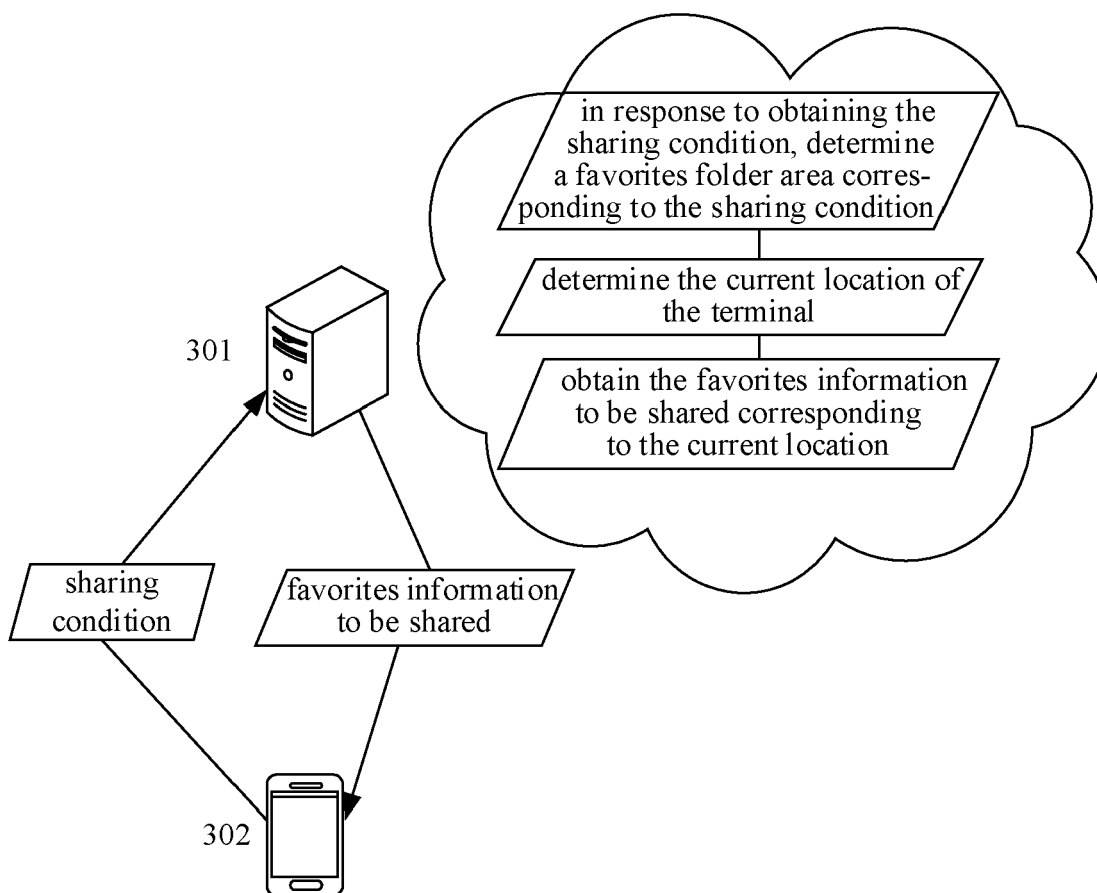 in response to obtaining the
sharing condition, determine
a favorites folder area corres-
ponding to the sharing condition
determine the current location of
the terminal
obtain the favorites information
to be shared corresponding
to the current location
301
sharing
condition
favorites information
to be shared
302